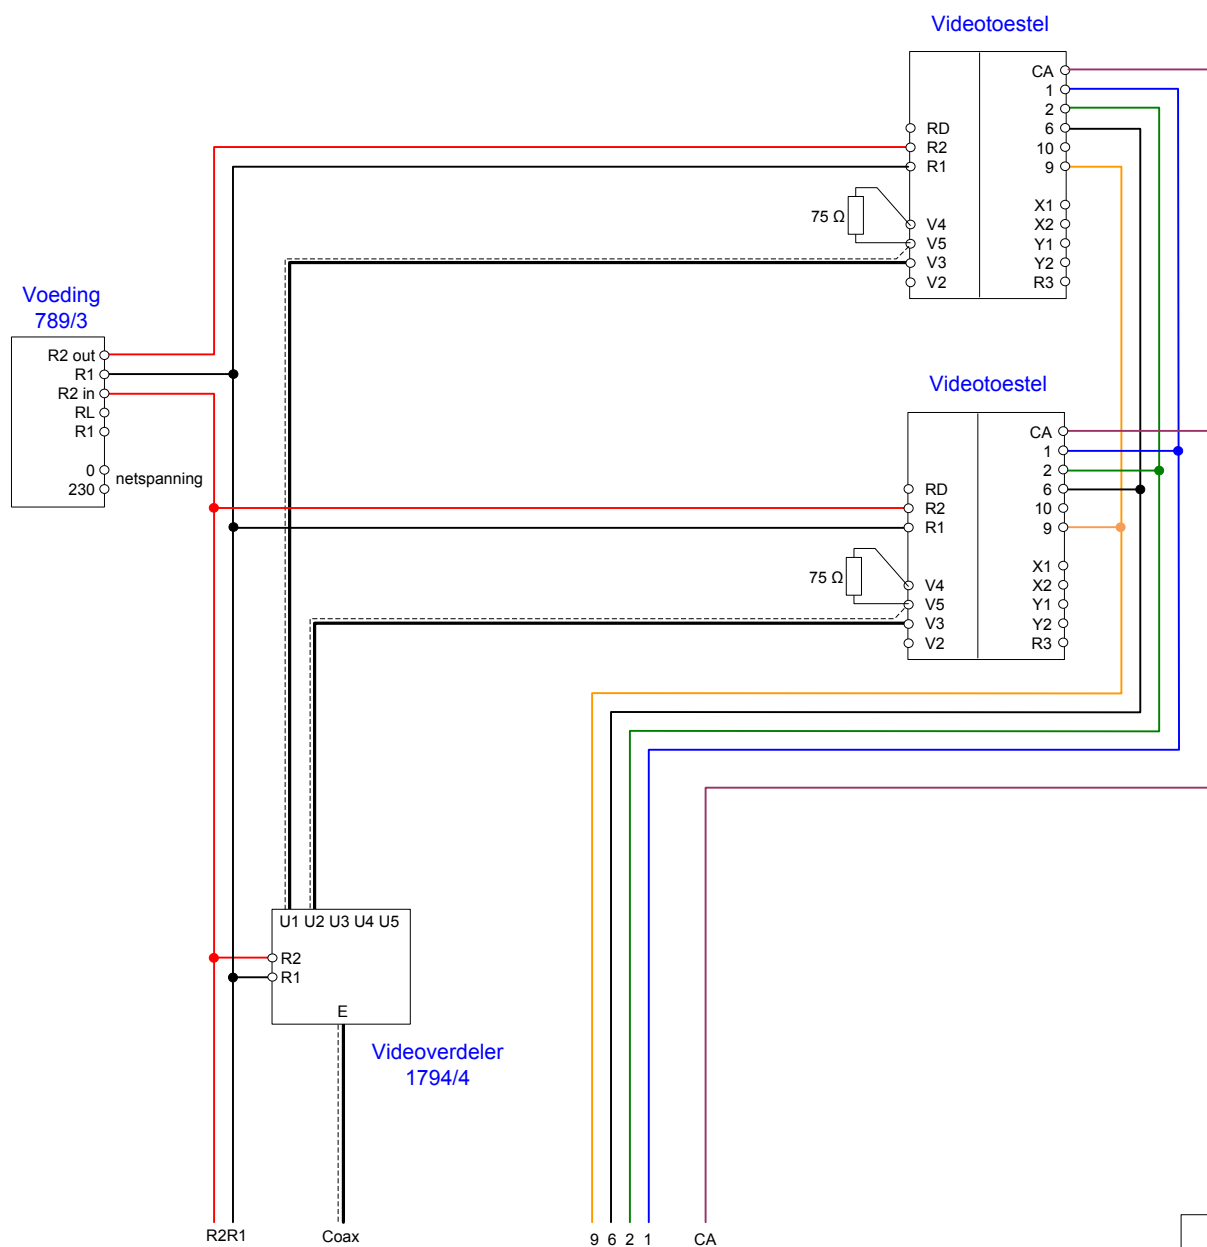 Videotoestel
CA
1
2
6
10
9
X1
X2
Y1
Y2
R3
RD
R2
R1
V4
V5
V3
V2
75 Ω
Voeding
789/3
R2 out
R1
R2 in
RL
R1
0
230
netspanning
Videotoestel
CA
1
2
6
10
9
X1
X2
Y1
Y2
R3
RD
R2
R1
V4
V5
V3
V2
75 Ω
U1 U2 U3 U4 U5
R2
R1
E
Videoverdeler
1794/4
R2R1 Coax 9 6 2 1 CA